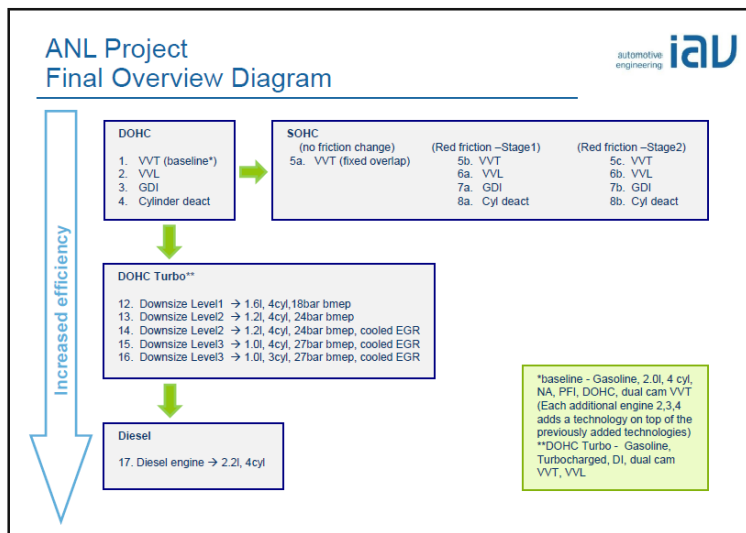 ANL Project
Final Overview Diagram
automotive
engineering
iav
Increased efficiency
DOHC
1. VVT (baseline*)
2. VVL
3. GDI
4. Cylinder deact
SOHC
(no friction change)
5a. VVT (fixed overlap)
(Red friction –Stage1)
5b. VVT
6a. VVL
7a. GDI
8a. Cyl deact
(Red friction –Stage2)
5c. VVT
6b. VVL
7b. GDI
8b. Cyl deact
DOHC Turbo**
12. Downsize Level1 → 1.6l, 4cyl,18bar bmep
13. Downsize Level2 → 1.2l, 4cyl, 24bar bmep
14. Downsize Level2 → 1.2l, 4cyl, 24bar bmep, cooled EGR
15. Downsize Level3 → 1.0l, 4cyl, 27bar bmep, cooled EGR
16. Downsize Level3 → 1.0l, 3cyl, 27bar bmep, cooled EGR
Diesel
17. Diesel engine → 2.2l, 4cyl
*baseline - Gasoline, 2.0l, 4 cyl,
NA, PFI, DOHC, dual cam VVT
(Each additional engine 2,3,4
adds a technology on top of the
previously added technologies)
**DOHC Turbo - Gasoline,
Turbocharged, DI, dual cam
VVT, VVL